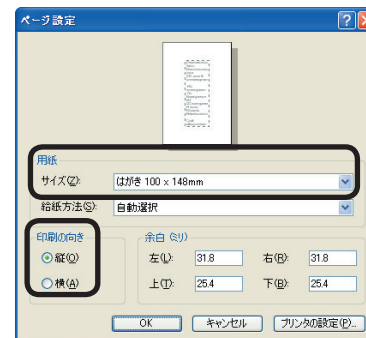 ページ設定
用紙
サイズ(Z): はがき 100 x 148mm
給紙方法(S): 自動選択
印刷の向き
縦(O)
横(A)
余白 (ミリ)
左(L): 31.8 右(R): 31.8
上(T): 25.4 下(B): 25.4
OK キャンセル プリンタの設定(P)...